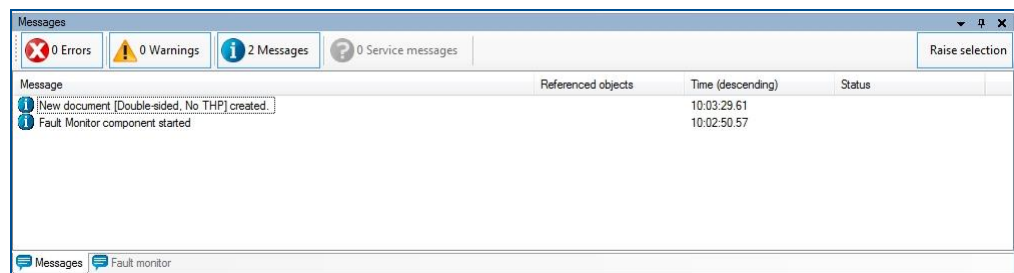 Messages
0 Errors 0 Warnings 2 Messages 0 Service messages Raise selection
Message Referenced objects Time (descending) Status
New document [Double-sided, No THP] created. 10:03:29.61
Fault Monitor component started 10:02:50.57
Messages Fault monitor